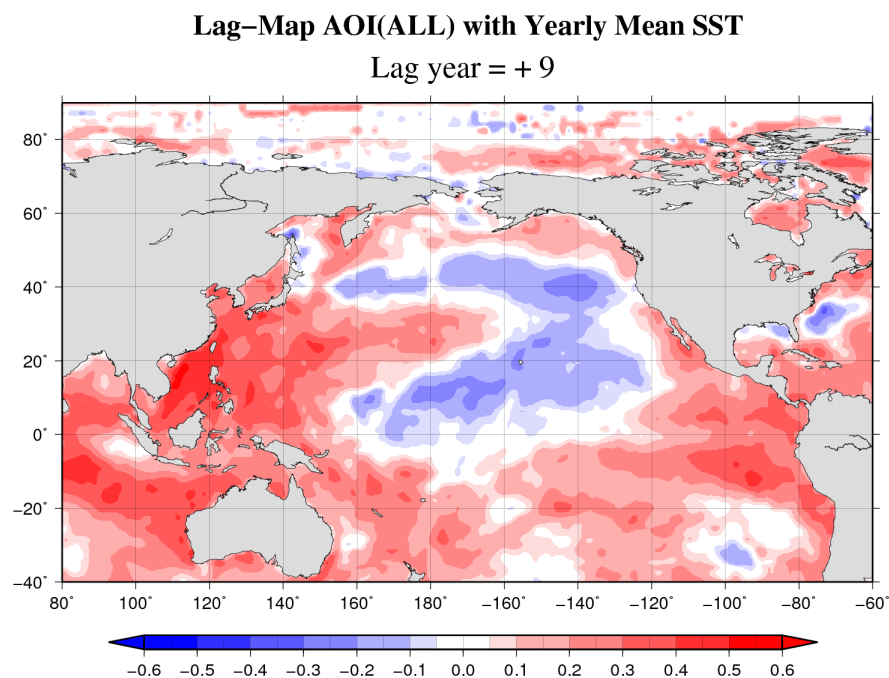 Lag−Map AOI(ALL) with Yearly Mean SST
Lag year = + 9
80˚
60˚
40˚
20˚
0˚
−20˚
−40˚
80 100 120 140 160 180 −160˚ −140˚ −120˚ −100˚ −80˚ −60˚
−0.6 −0.5 −0.4 −0.3 −0.2 −0.1 0.0 0.1 0.2 0.3 0.4 0.5 0.6